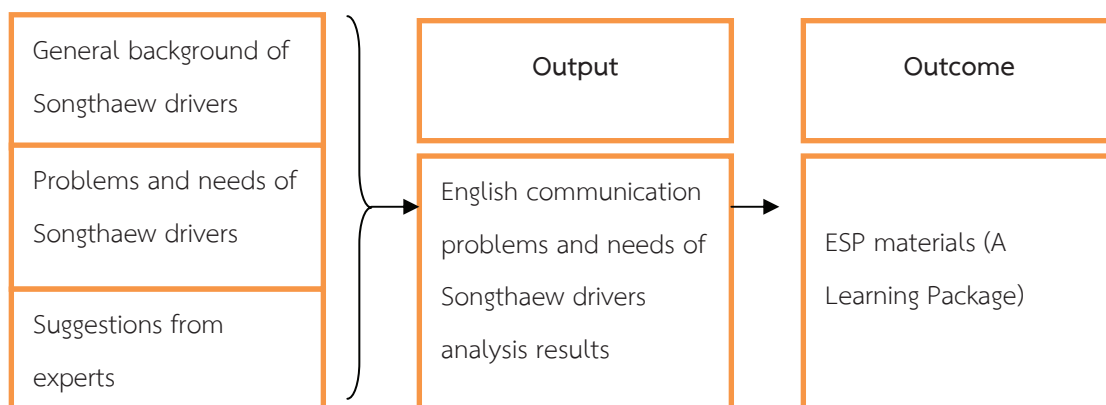 General background of
Songthaew drivers
Problems and needs of
Songthaew drivers
Suggestions from
experts
Output
English communication
problems and needs of
Songthaew drivers
analysis results
Outcome
ESP materials (A
Learning Package)